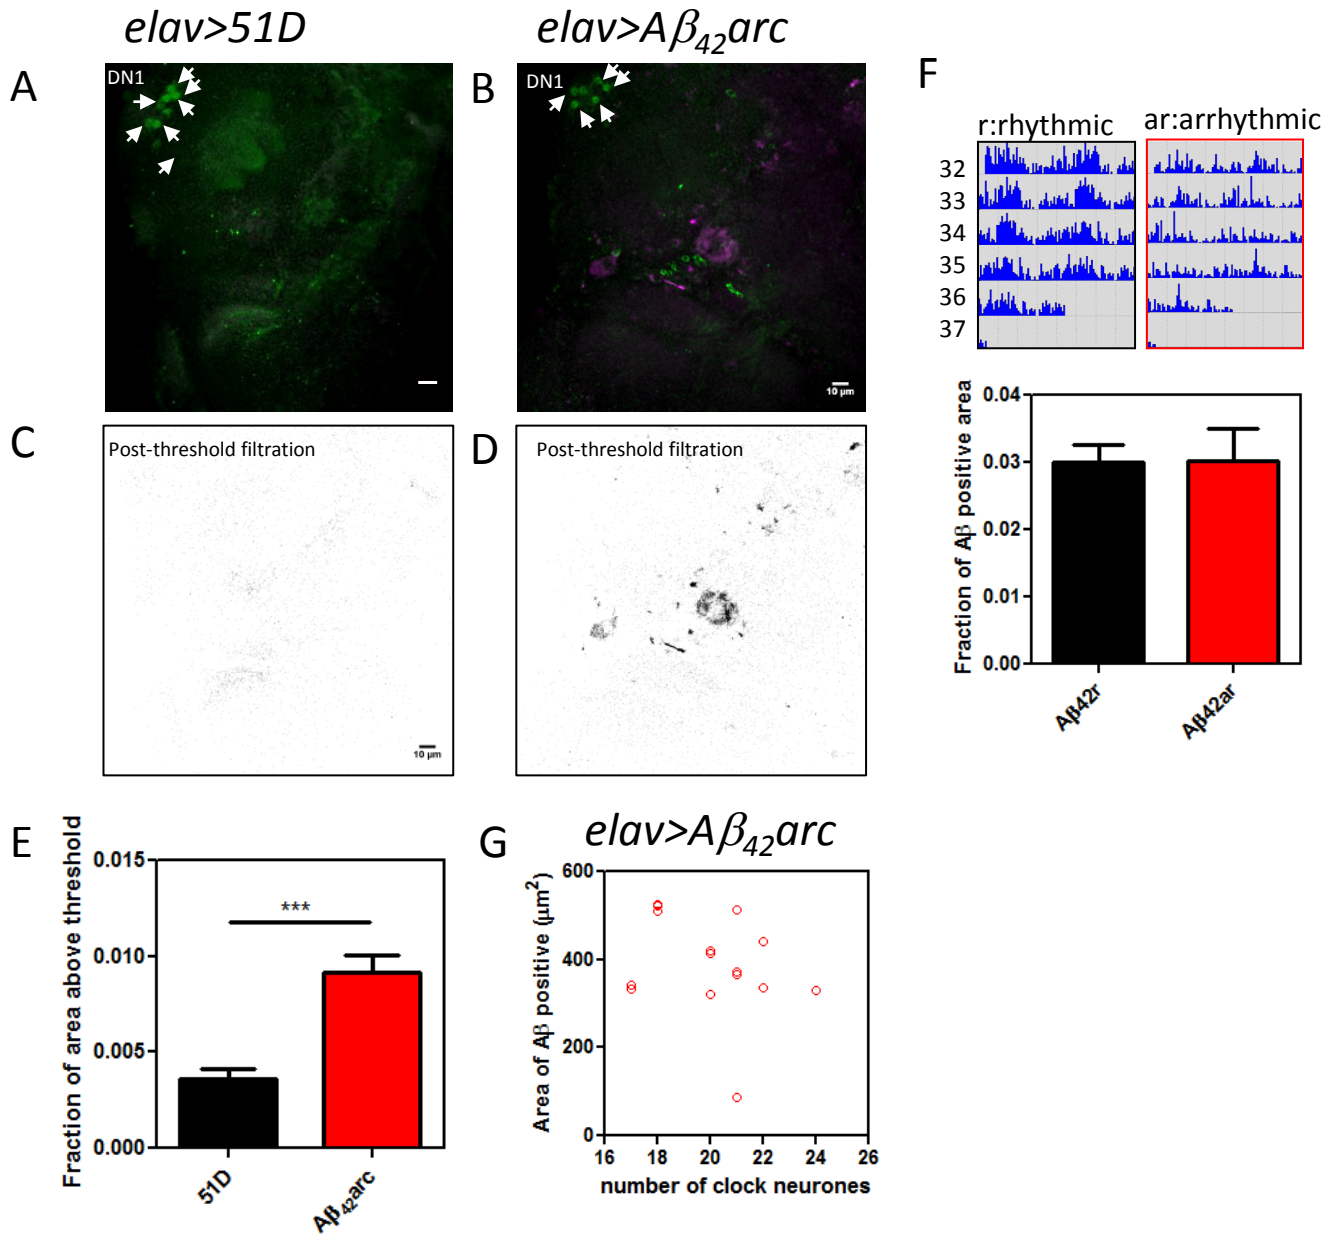 elav>51D
elav>Aβ42arc
A
DN1
B
DN1
10 µm
C
Post-threshold filtration
10 µm
D
Post-threshold filtration
E
Fraction of area above threshold
0.015
0.010
0.005
0.000
***
51D
Aβ42arc
F
r:rhythmic
ar:arrhythmic
32
33
34
35
36
37
Fraction of Aβ positive area
0.04
0.03
0.02
0.01
0.00
Aβ42r
Aβ42ar
G
elav>Aβ42arc
Area of Aβ positive (µm²)
600
400
200
0
16
18
20
22
24
26
number of clock neurones